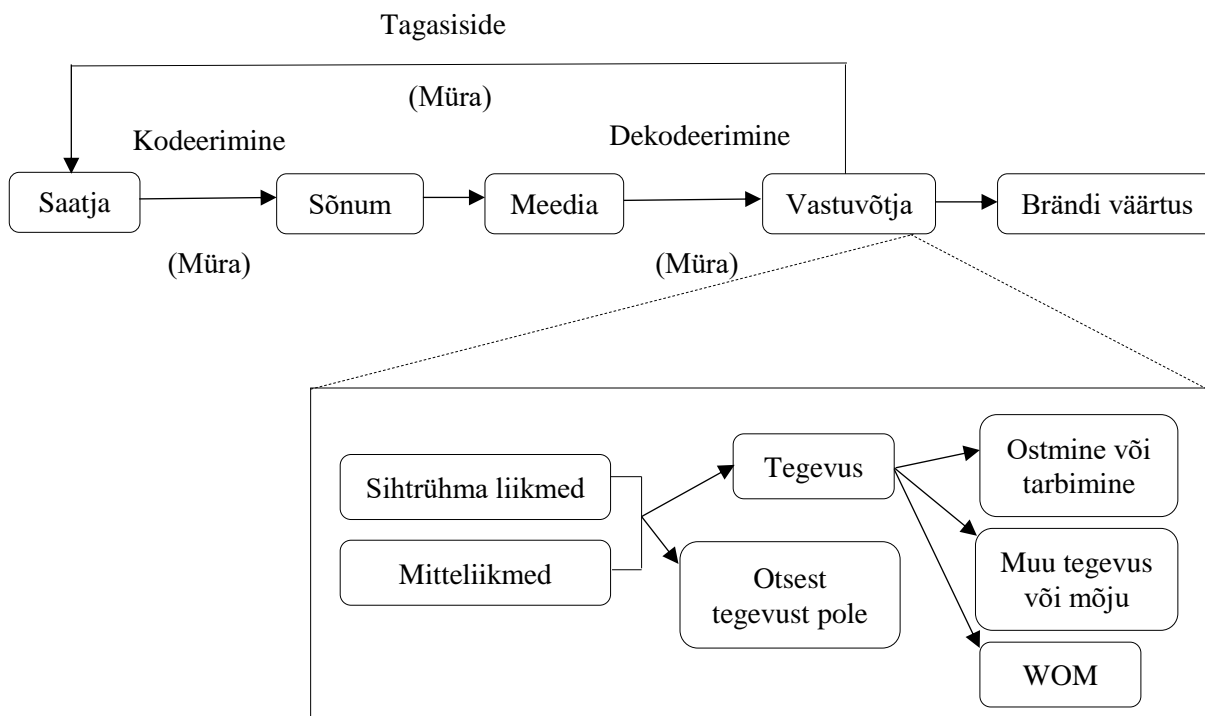 Tagasiside
(Müra)
Kodeerimine
Dekodeerimine
Saatja
Sõnum
Meedia
Vastuvõtja
Brändi väärtus
(Müra)
(Müra)
Sihtrühma liikmed
Mitteliikmed
Tegevus
Otsest
tegevust pole
Ostmine või
tarbimine
Muu tegevus
või mõju
WOM